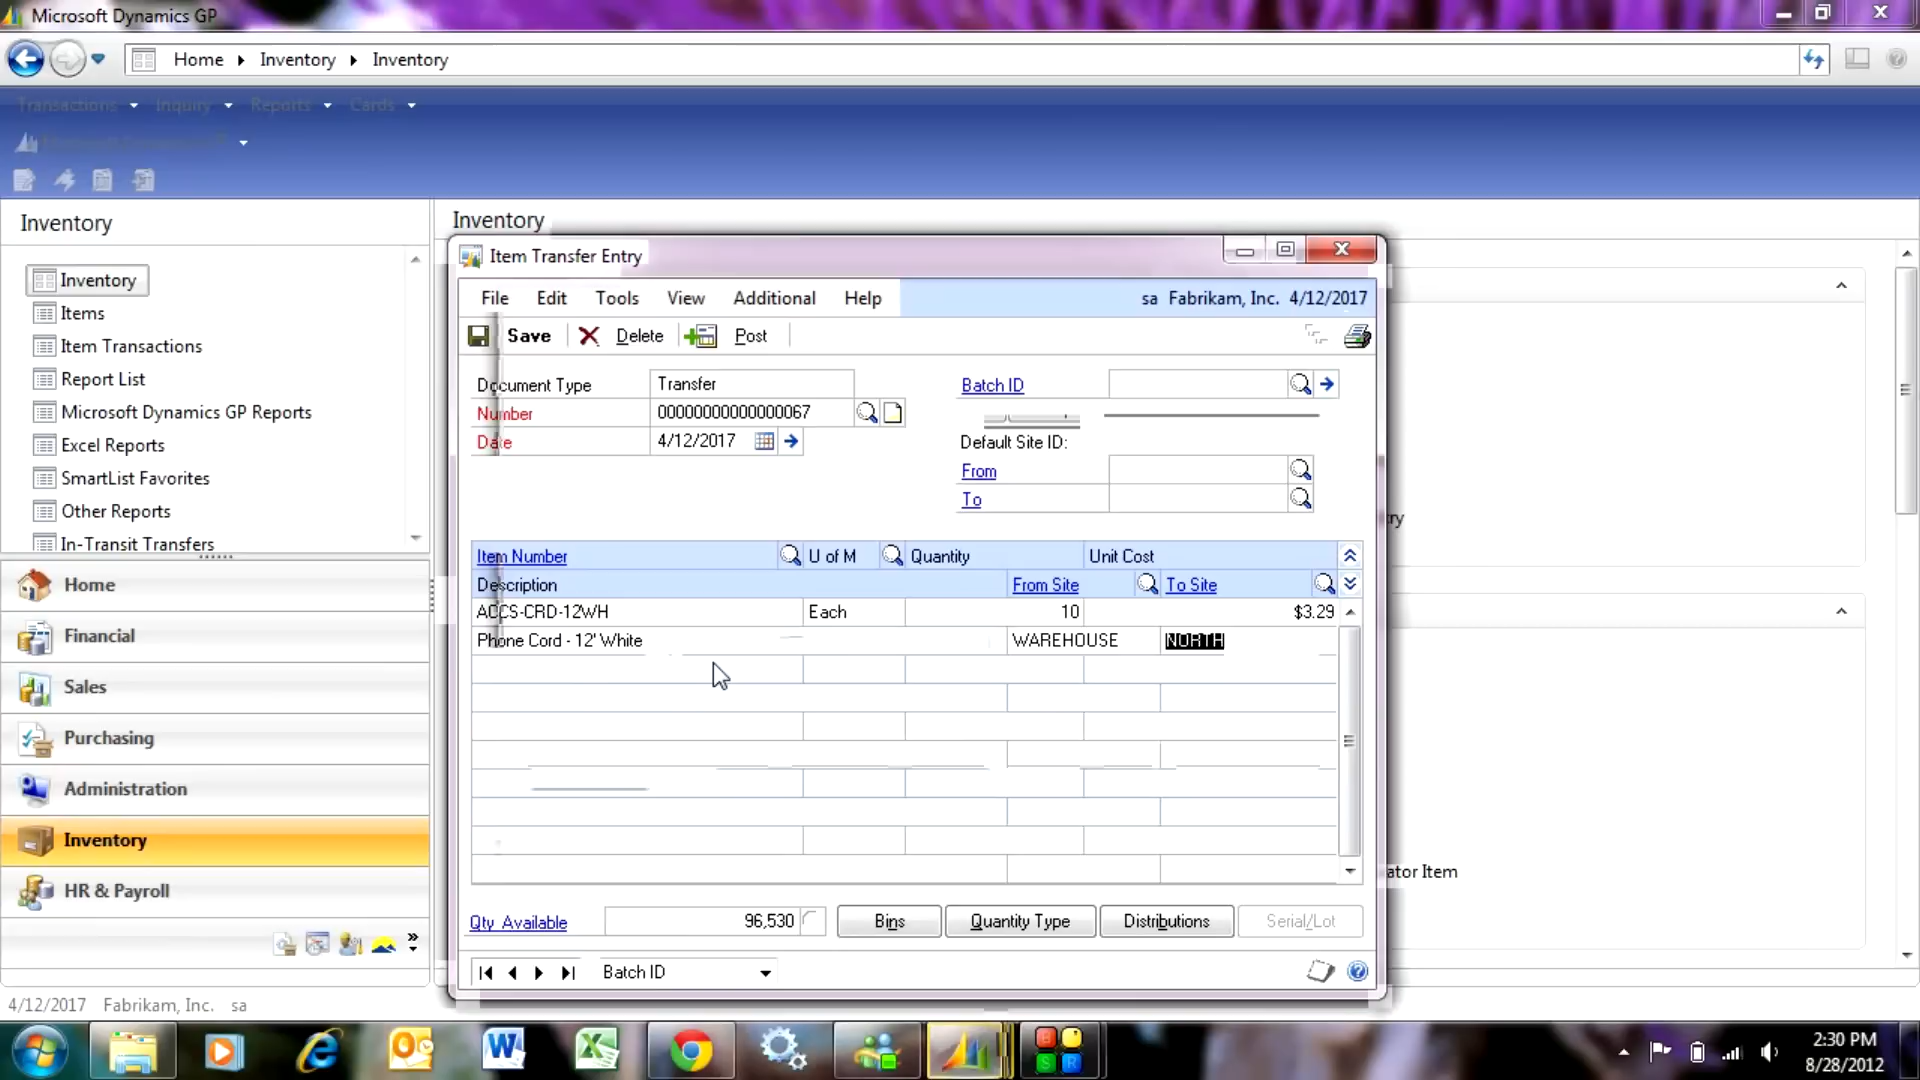 Microsoft Dynamics GP
Home Inventory Inventory
Transactions Inquiry Reports Cards
Inventory
Inventory
Items
Item Transactions
Report List
Microsoft Dynamics GP Reports
Excel Reports
SmartList Favorites
Other Reports
In-Transit Transfers
Home
Financial
Sales
Purchasing
Administration
Inventory
HR & Payroll
4/12/2017 Fabrikam, Inc. sa
Inventory
Item Transfer Entry
File Edit Tools View Additional Help sa Fabrikam, Inc. 4/12/2017
Save Delete Post
Document Type Transfer Batch ID
Number 00000000000000067
Date 4/12/2017 Default Site ID:
From
To
Item Number U of M Quantity Unit Cost
Description From Site To Site
ACCS-CRD-12WH Each 10 $3.29
Phone Cord - 12' White WAREHOUSE NORTH
Qty Available 96,530 Bins Quantity Type Distributions Serial/Lot
Batch ID
ry
ator Item
2:30 PM
8/28/2012